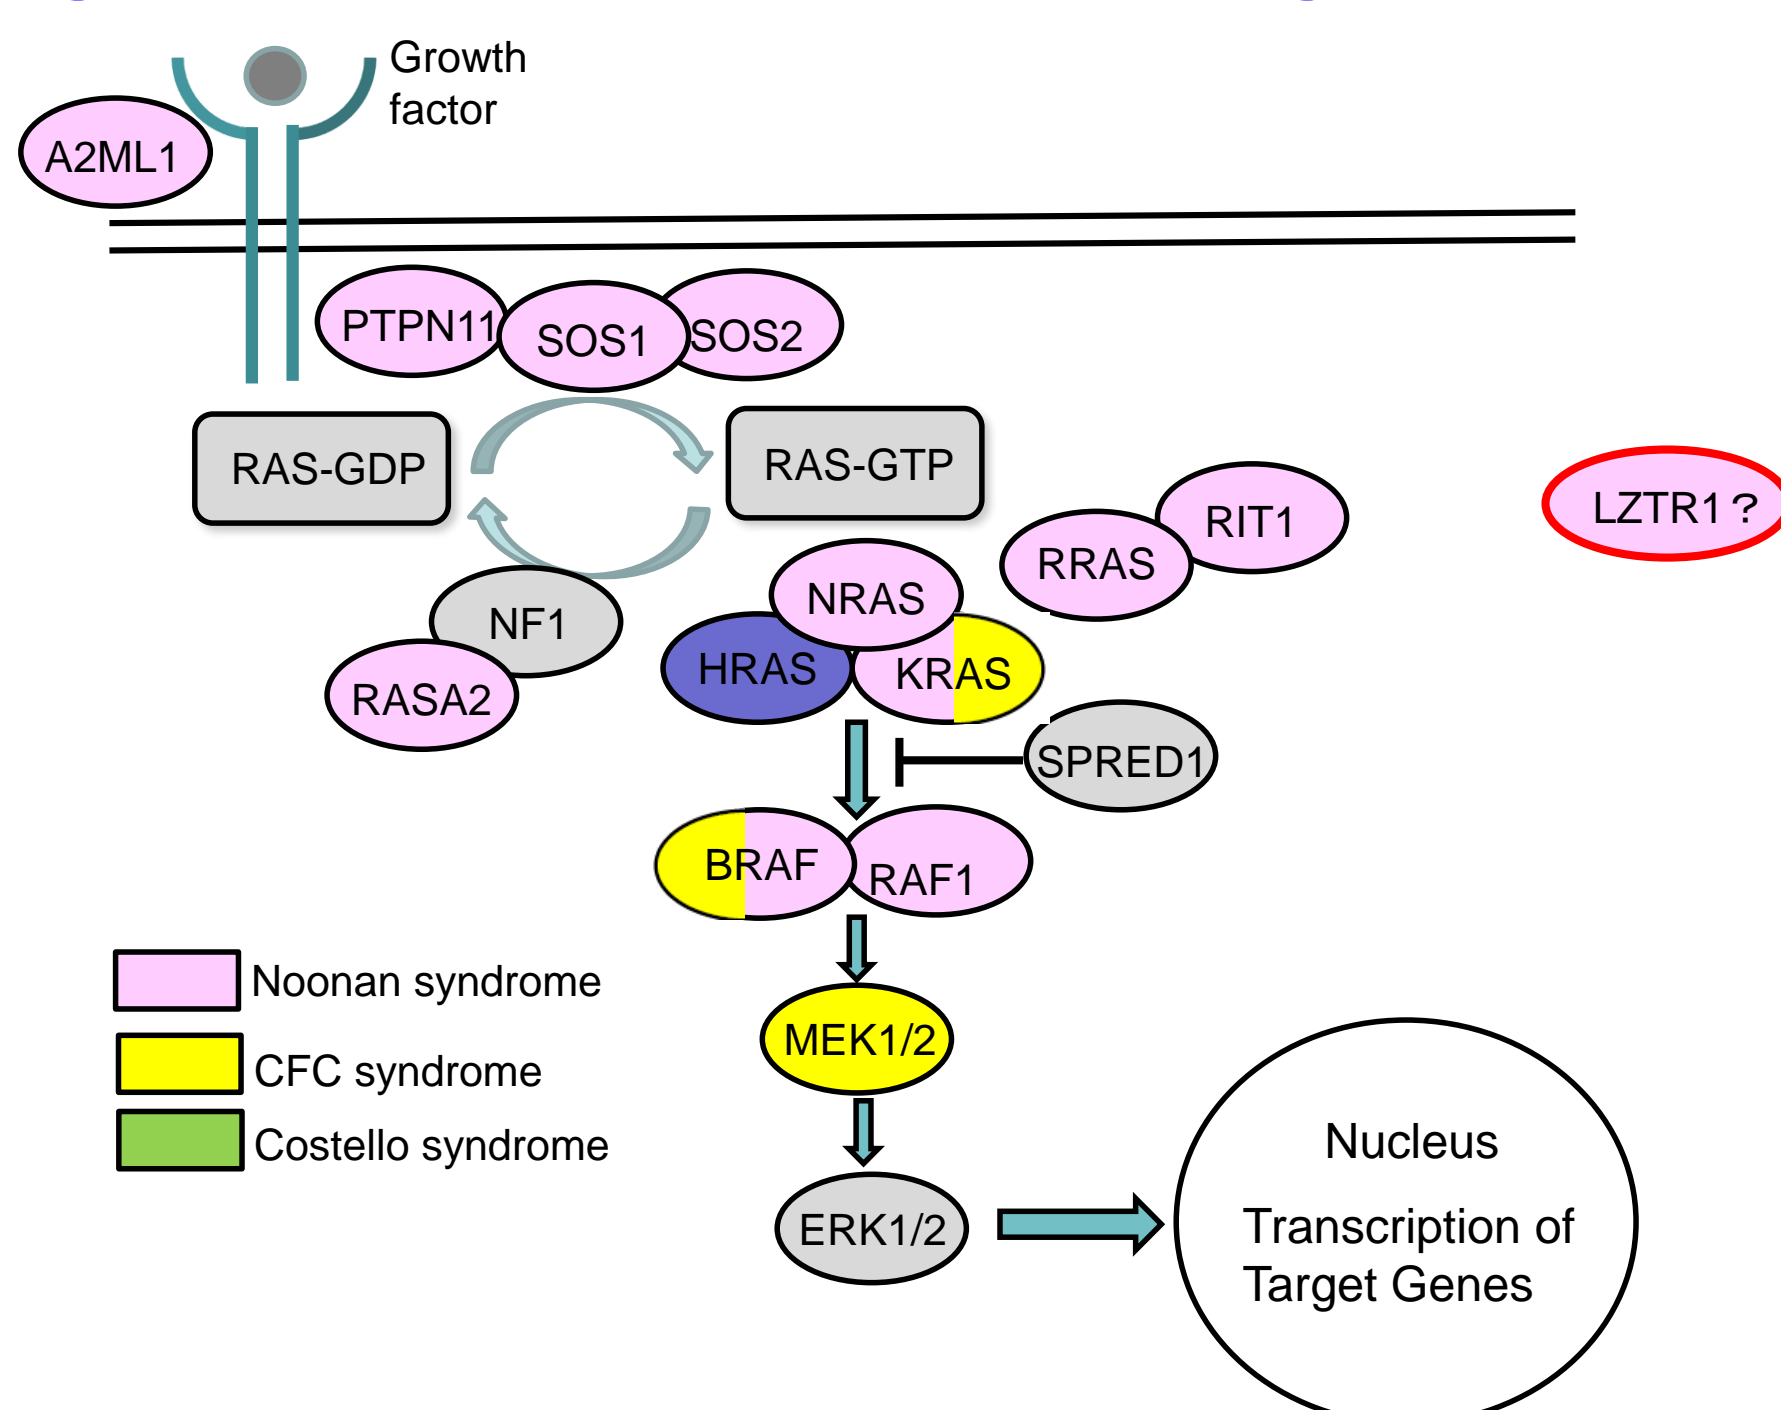 Growth
factor
A2ML1
PTPN11
SOS1
SOS2
RAS-GDP
RAS-GTP
RIT1
LZTR1?
RRAS
NRAS
NF1
HRAS
KRAS
RASA2
SPRED1
BRAF
RAF1
Noonan syndrome
MEK1/2
CFC syndrome
Costello syndrome
Nucleus
ERK1/2
Transcription of
Target Genes